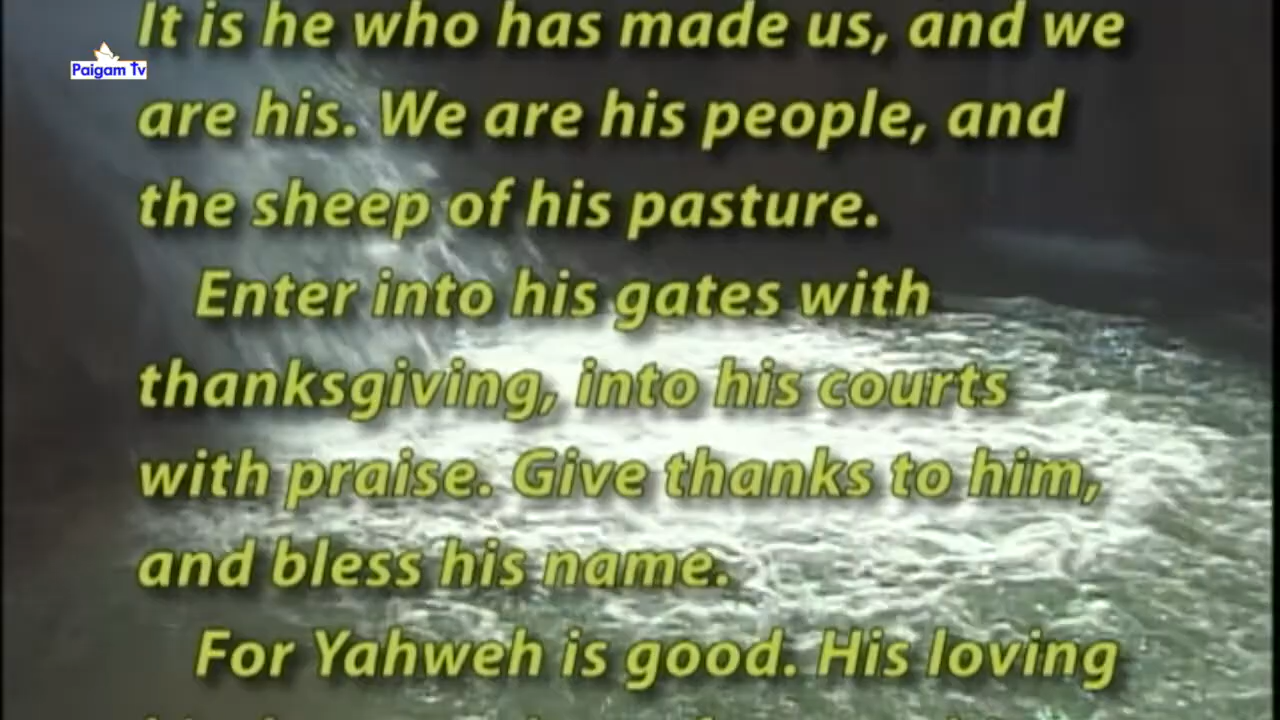 It is he who has made us, and we
Paigam Tv
are his. We are his people, and
the sheep of his pasture.
Enter into his gates with
thanksgiving, into his courts
with praise. Give thanks to him,
and bless his name.
For Yahweh is good. His loving